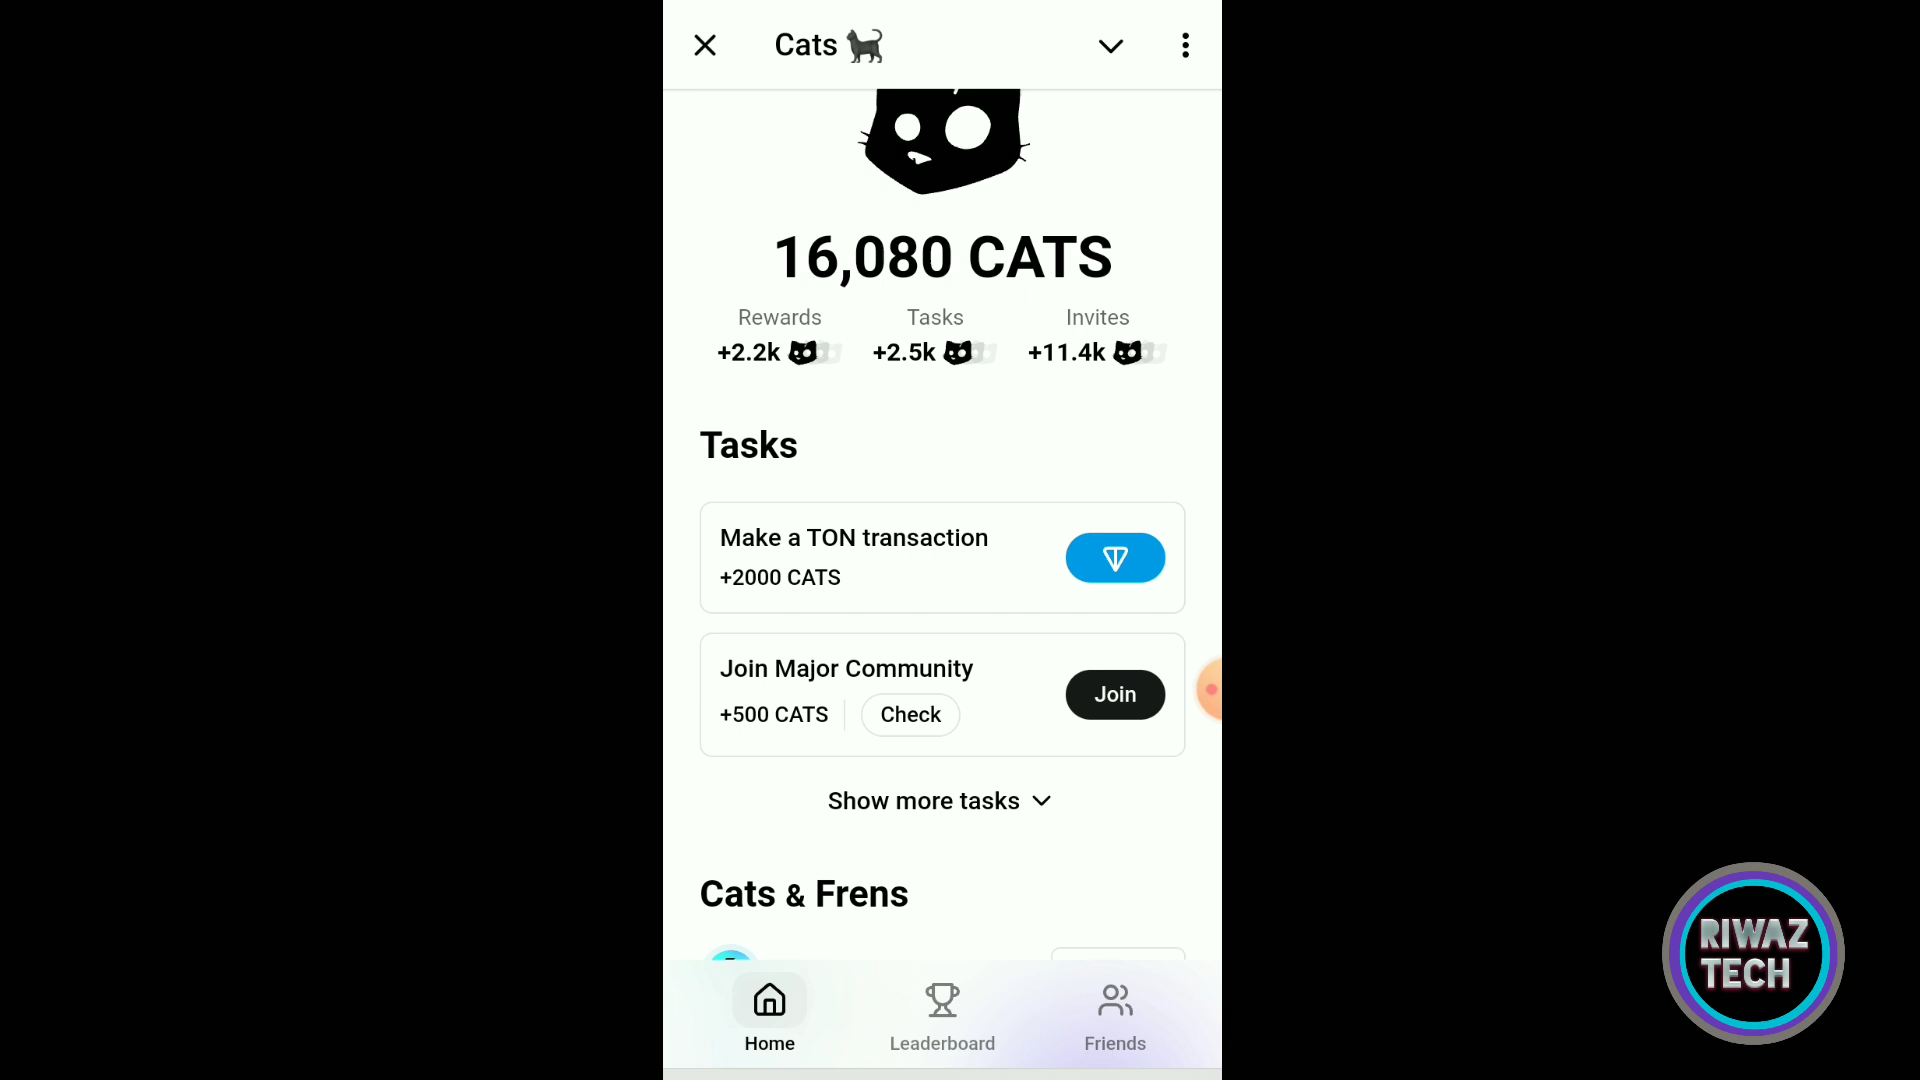 Cats
16,080 CATS
Rewards Tasks Invites
+2.2k +2.5k +11.4k
Tasks
Make a TON transaction
+2000 CATS
Join Major Community
+500 CATS Check
Join
Show more tasks
Cats & Frens
Home Leaderboard Friends
RIWAZ
TECH